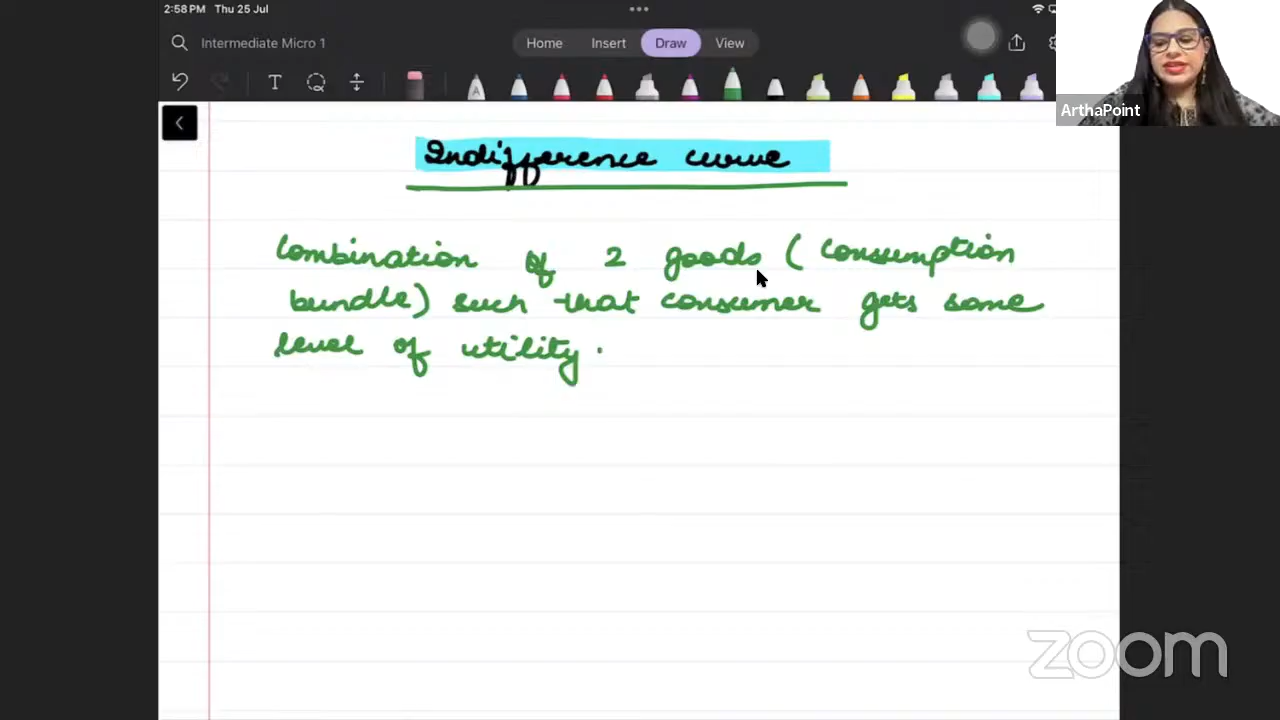 2:58 PM Thu 25 Jul
Intermediate Micro 1
Home Insert Draw View
T
A
ArthaPoint
Indifference curve
Combination of 2 goods (consumption
bundle) such that consumer gets same
level of utility.
zoom